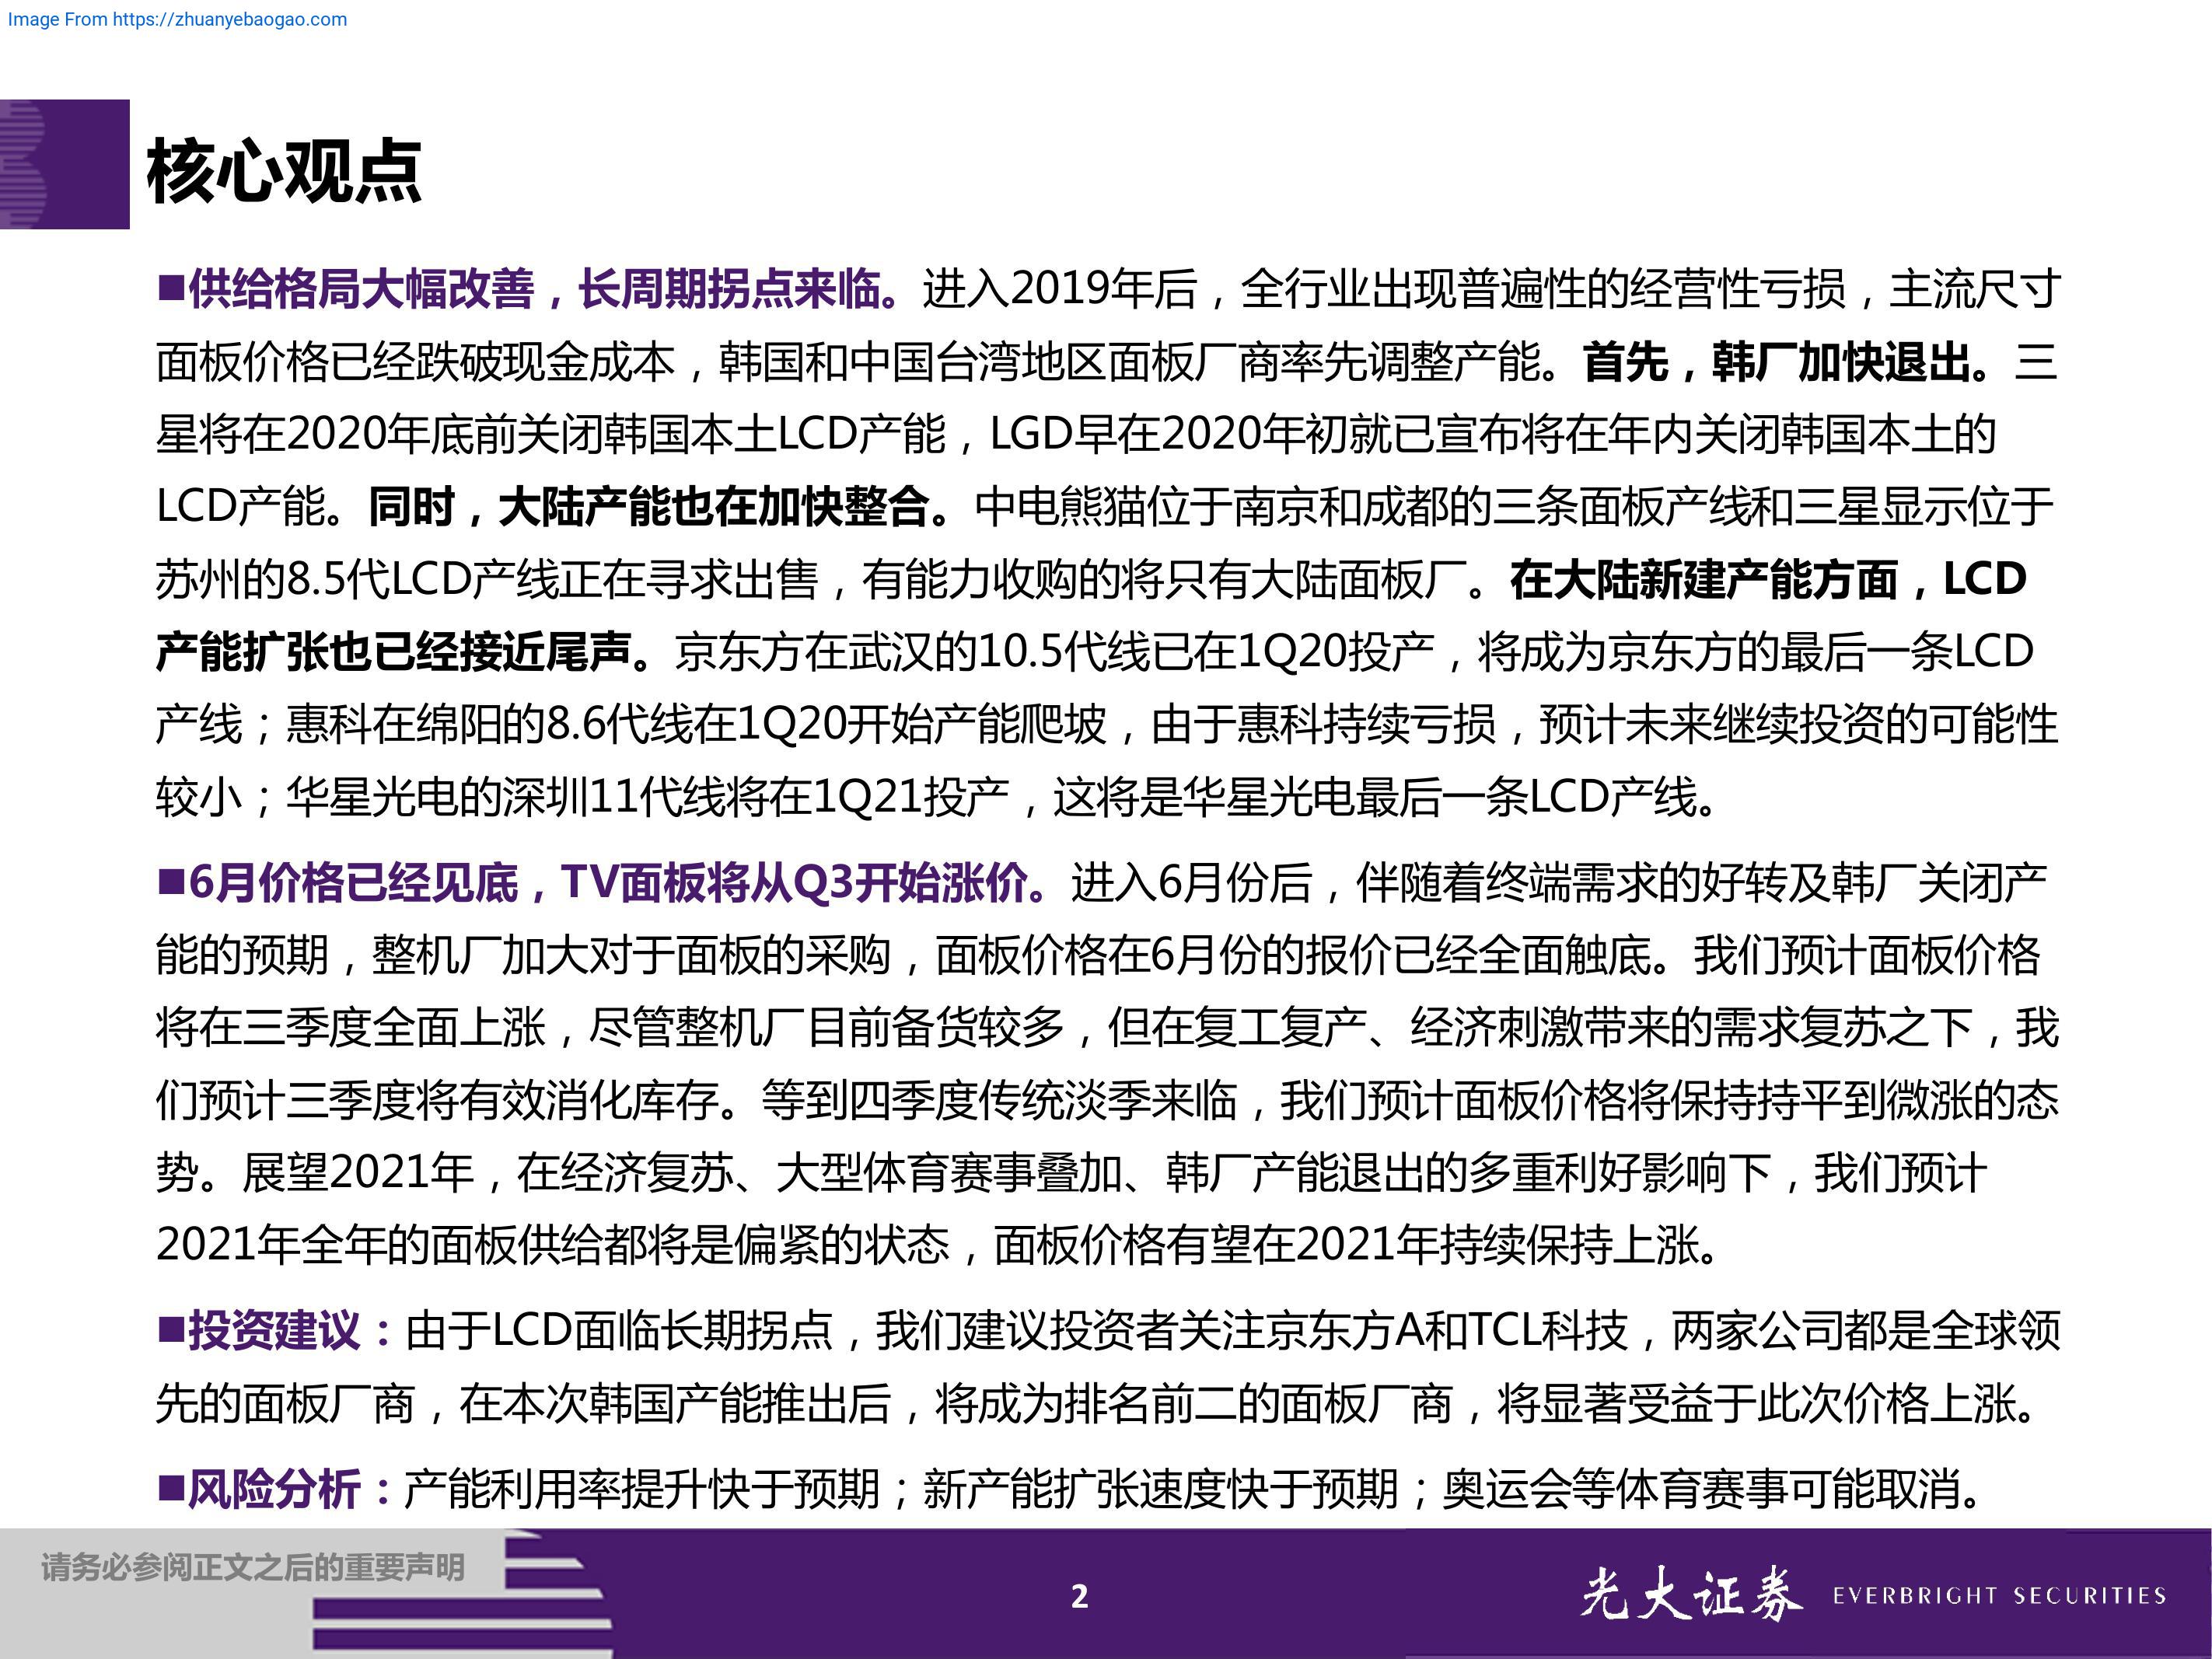 Image From https://zhuanyebaogao.com
核心观点
■供给格局大幅改善，长周期拐点来临。进入2019年后，全行业出现普遍性的经营性亏损，主流尺寸
面板价格已经跌破现金成本，韩国和中国台湾地区面板厂商率先调整产能。首先，韩厂加快退出。三
星将在2020年底前关闭韩国本土LCD产能，LGD早在2020年初就已宣布将在年内关闭韩国本土的
LCD产能。同时，大陆产能也在加快整合。中电熊猫位于南京和成都的三条面板产线和三星显示位于
苏州的8.5代LCD产线正在寻求出售，有能力收购的将只有大陆面板厂。在大陆新建产能方面，LCD
产能扩张也已经接近尾声。京东方在武汉的10.5代线已在1Q20投产，将成为京东方的最后一条LCD
产线；惠科在绵阳的8.6代线在1Q20开始产能爬坡，由于惠科持续亏损，预计未来继续投资的可能性
较小；华星光电的深圳11代线将在1Q21投产，这将是华星光电最后一条LCD产线。
■6月价格已经见底，TV面板将从Q3开始涨价。进入6月份后，伴随着终端需求的好转及韩厂关闭产
能的预期，整机厂加大对于面板的采购，面板价格在6月份的报价已经全面触底。我们预计面板价格
将在三季度全面上涨，尽管整机厂目前备货较多，但在复工复产、经济刺激带来的需求复苏之下，我
们预计三季度将有效消化库存。等到四季度传统淡季来临，我们预计面板价格将保持持平到微涨的态
势。展望2021年，在经济复苏、大型体育赛事叠加、韩厂产能退出的多重利好影响下，我们预计
2021年全年的面板供给都将是偏紧的状态，面板价格有望在2021年持续保持上涨。
■投资建议：由于LCD面临长期拐点，我们建议投资者关注京东方A和TCL科技，两家公司都是全球领
先的面板厂商，在本次韩国产能推出后，将成为排名前二的面板厂商，将显著受益于此次价格上涨。
■风险分析：产能利用率提升快于预期；新产能扩张速度快于预期；奥运会等体育赛事可能取消。
请务必参阅正文之后的重要声明
2
光大证券 EVERBRIGHT SECURITIES